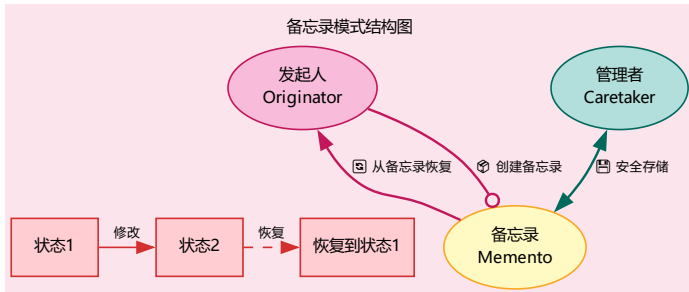 备忘录模式结构图
发起人
Originator
管理者
Caretaker
从备忘录恢复
创建备忘录
安全存储
状态1
修改
状态2
恢复
恢复到状态1
备忘录
Memento